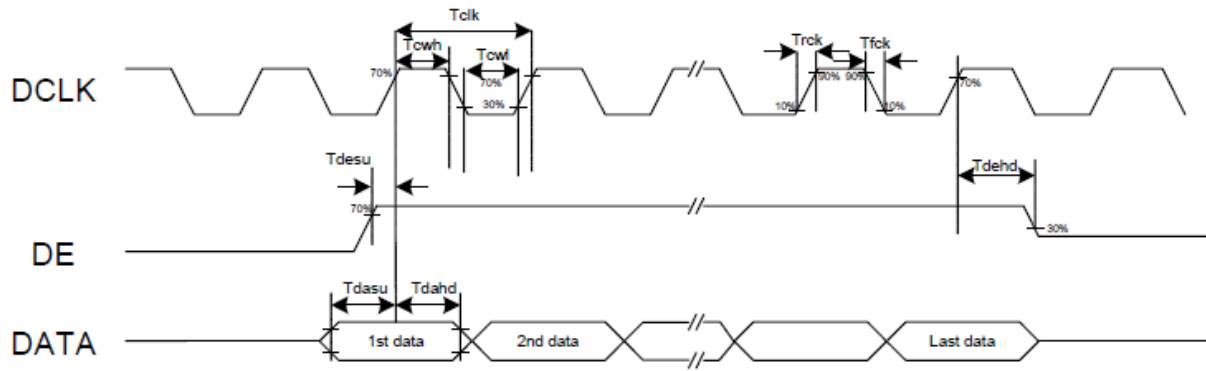 Tclk
Tcwh
Tcwl
Trck
Tfck
DCLK
70%
70%
30%
90%
90%
10%
10%
70%
Tdesu
Tdehd
70%
DE
30%
Tdasu
Tdahd
DATA
1st data
2nd data
Last data